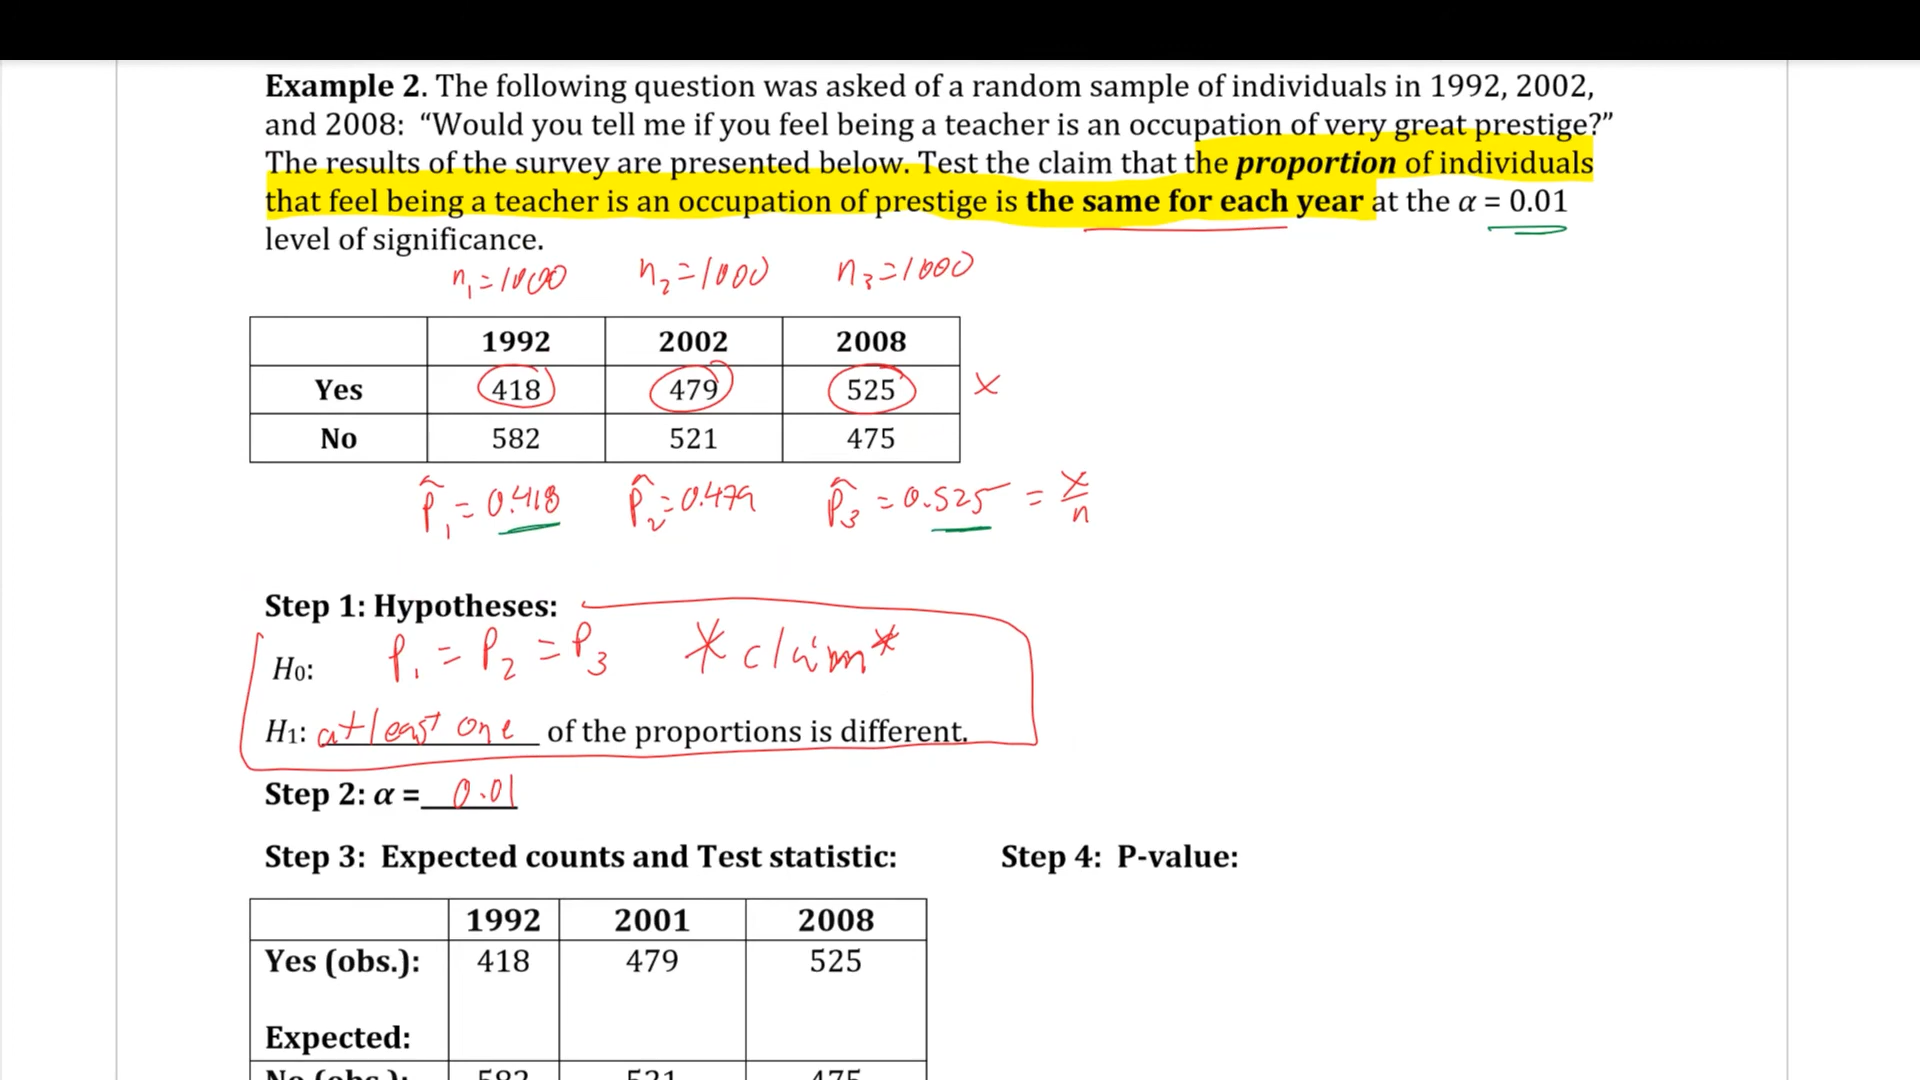 Example 2. The following question was asked of a random sample of individuals in 1992, 2002,
and 2008: “Would you tell me if you feel being a teacher is an occupation of very great prestige?”
The results of the survey are presented below. Test the claim that the proportion of individuals
that feel being a teacher is an occupation of prestige is the same for each year at the α = 0.01
level of significance.
n₁=1000 n₂=1000 n₃=1000
1992 2002 2008
Yes 418 479 525 x
No 582 521 475
p̂₁ = 0.418 p̂₂=0.479 p̂₃ = 0.525 = x/n
Step 1: Hypotheses:
H₀: P₁ = P₂ = P₃ * claim *
H₁: at least one of the proportions is different.
Step 2: α = 0.01
Step 3: Expected counts and Test statistic: Step 4: P-value:
1992 2001 2008
Yes (obs.): 418 479 525
Expected:
No (obs.): 582 521 475